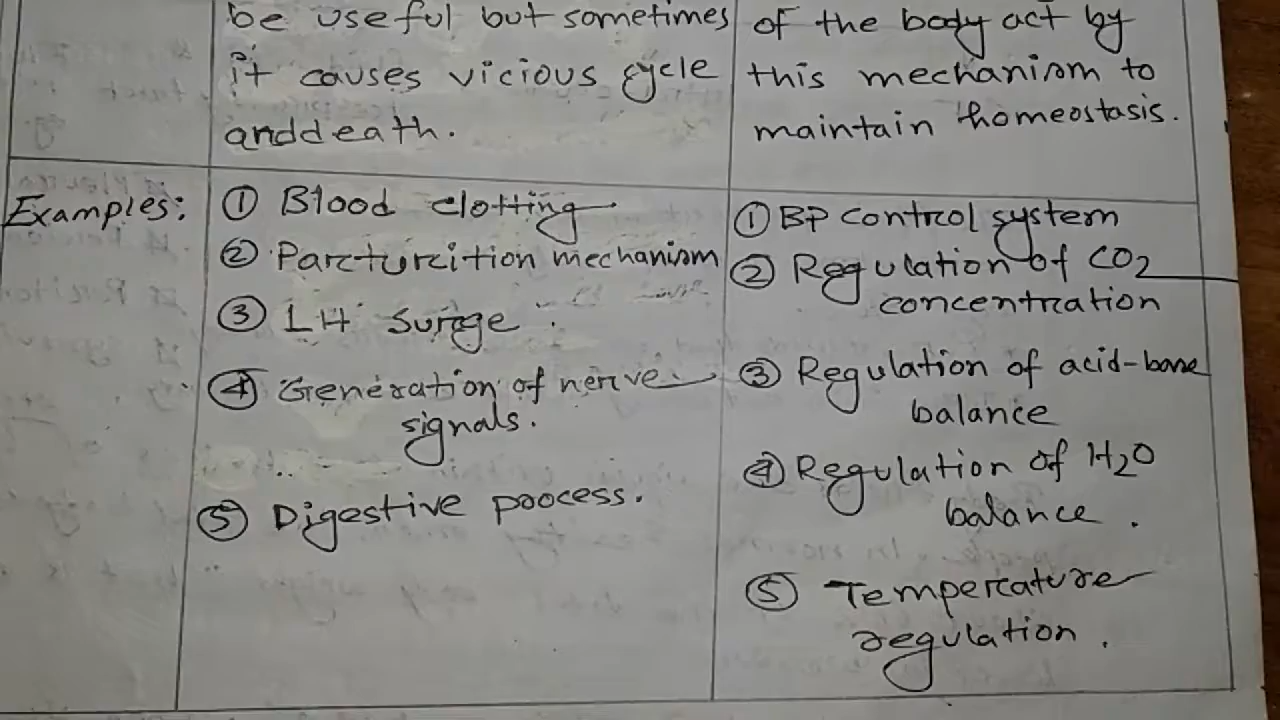 be useful but sometimes
it causes vicious cycle
anddeath.
of the body act by
this mechanism to
maintain homeostasis.
Examples:
① Blood clotting
② Parturition mechanism
③ LH surge
④ Generation of nerve
signals.
⑤ Digestive poocess.
① BP control system
② Regulation of CO2
concentration
③ Regulation of acid-base
balance
④ Regulation of H2O
balance.
⑤ Temperature
regulation.